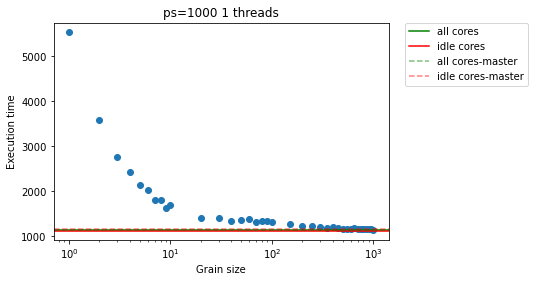 ps=1000 1 threads
all cores
idle cores
all cores-master
idle cores-master
Execution time
5000
4000
3000
2000
1000
10⁰
10¹
10²
10³
Grain size